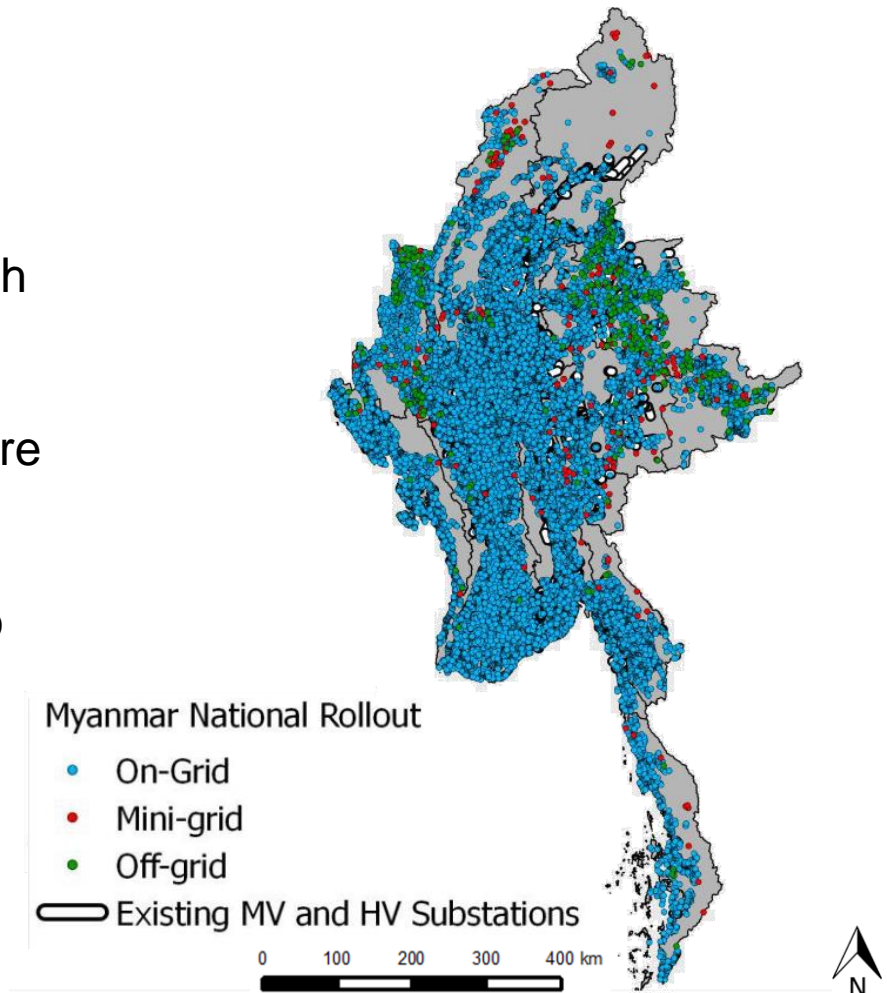 h
re
Myanmar National Rollout
On-Grid
Mini-grid
Off-grid
Existing MV and HV Substations
0 100 200 300 400 km
N